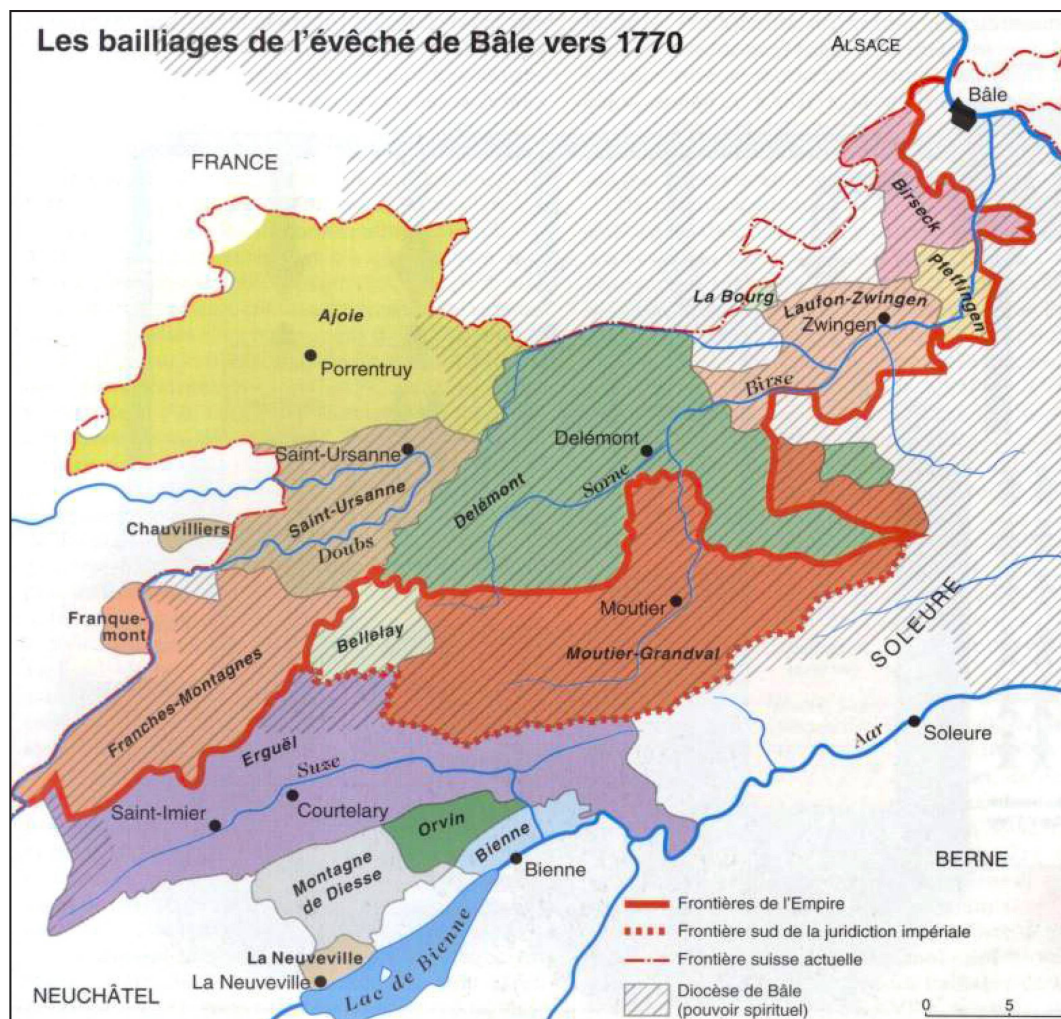 Les bailliages de l'évêché de Bâle vers 1770
ALSACE
Bâle
FRANCE
Birseck
Pfeffingen
La Bourg
Laufon-Zwingen
Zwingen
Ajoie
Porrentruy
Birse
Delémont
Saint-Ursanne
Sorne
Saint-Ursanne
Delémont
Chauvilliers
Doubs
Franque-
mont
Moutier
Bellelay
Moutier-Grandval
SOLEURE
Franches-Montagnes
Erguël
Suze
Aar
Soleure
Saint-Imier
Courtelary
Orvin
Bienne
Bienne
BERNE
Montagne
de Diesse
La Neuveville
La Neuveville
Lac de Bienne
NEUCHÂTEL
Frontières de l'Empire
Frontière sud de la juridiction impériale
Frontière suisse actuelle
Diocèse de Bâle
(pouvoir spirituel)
0 5